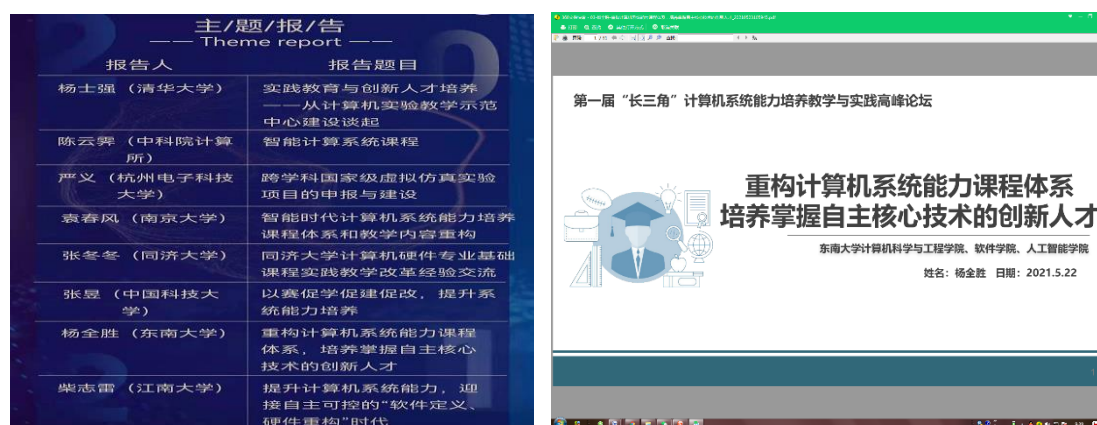 主/题/报/告
Theme report
报告人
报告题目
杨士强（清华大学）
实践教育与创新人才培养
——从计算机实验教学示范
中心建设谈起
陈云霁（中科院计算
所）
智能计算系统课程
严义（杭州电子科技
大学）
跨学科国家级虚拟仿真实验
项目的申报与建设
袁春风（南京大学）
智能时代计算机系统能力培养
课程体系和教学内容重构
张冬冬（同济大学）
同济大学计算机硬件专业基础
课程实践教学改革经验交流
张昱（中国科技大
学）
以赛促学促建促改，提升系
统能力培养
杨全胜（东南大学）
重构计算机系统能力课程
体系，培养掌握自主核心
技术的创新人才
柴志雷（江南大学）
提升计算机系统能力，迎
接自主可控的“软件定义、
硬件重构”时代
第一届“长三角”计算机系统能力培养教学与实践高峰论坛
重构计算机系统能力课程体系
培养掌握自主核心技术的创新人才
东南大学计算机科学与工程学院、软件学院、人工智能学院
姓名：杨全胜 日期：2021.5.22